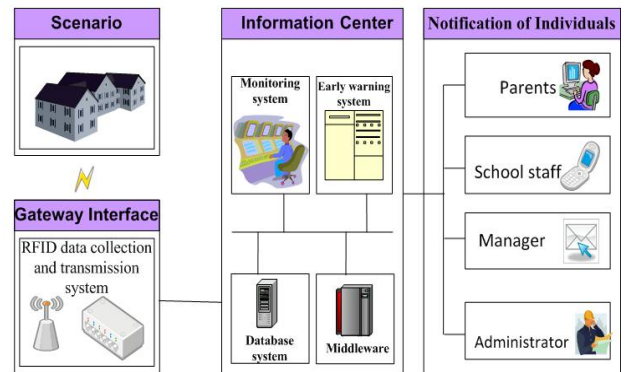 Scenario
Gateway Interface
RFID data collection
and transmission
system
Information Center
Monitoring
system
Early warning
system
Database
system
Middleware
Notification of Individuals
Parents
School staff
Manager
Administrator